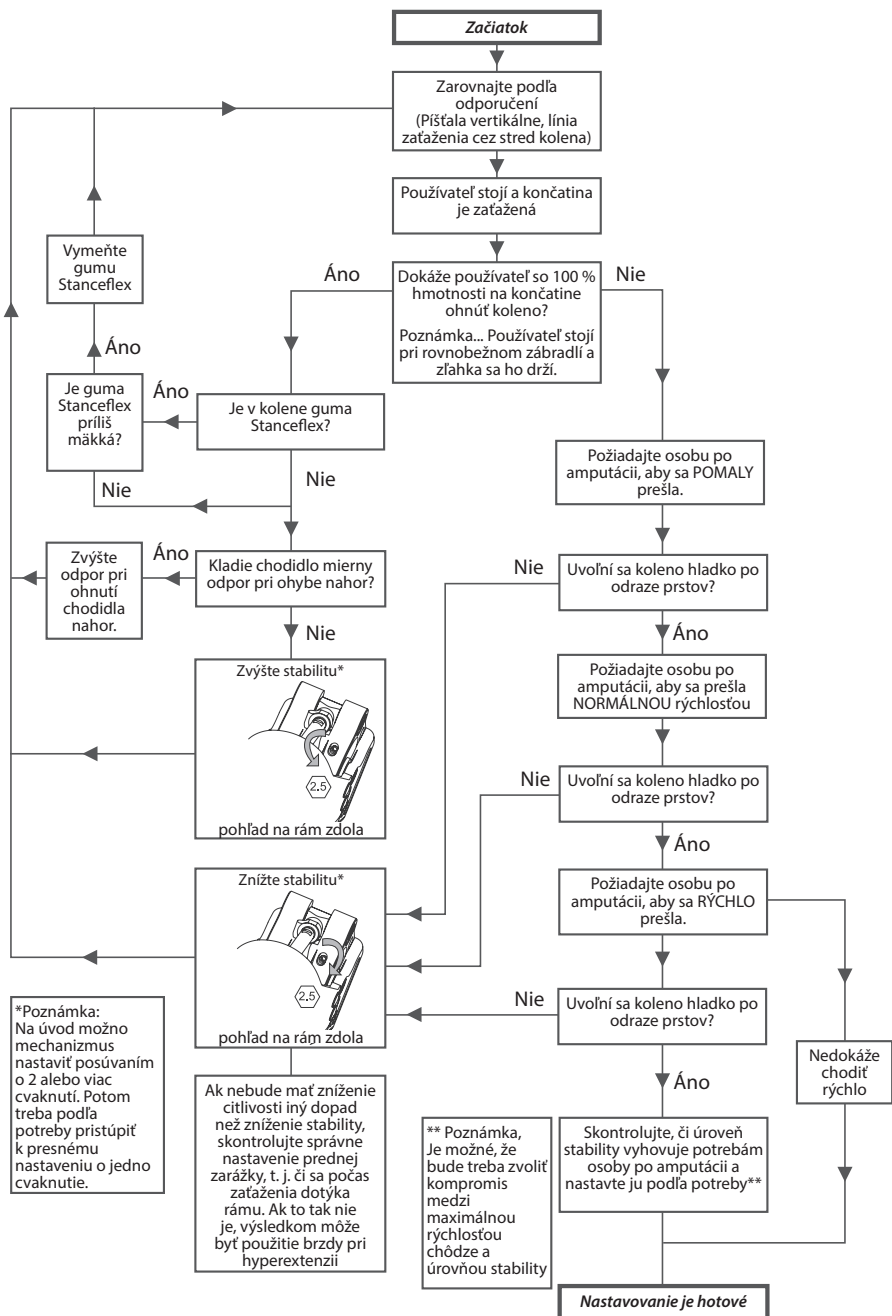 Začiatok
Zarovnajte podľa
odporučení
(Píšťala vertikálne, línia
zaťaženia cez stred kolena)
Používateľ stojí a končatina
je zaťažená
Dokáže používateľ so 100 %
hmotnosti na končatine
ohnúť koleno?
Poznámka... Používateľ stojí
pri rovnobežnom zábradlí a
zľahka sa ho drží.
Áno
Nie
Vymeňte
gumu
Stanceflex
Áno
Je guma
Stanceflex
príliš
mäkká?
Áno
Je v kolene guma
Stanceflex?
Nie
Nie
Požiadajte osobu po
amputácii, aby sa POMALY
prešla.
Zvýšte
odpor pri
ohnutí
chodidla
nahor.
Áno
Kladie chodidlo mierny
odpor pri ohybe nahor?
Nie
Nie
Uvoľní sa koleno hladko po
odraze prstov?
Áno
Zvýšte stabilitu*
2.5
pohľad na rám zdola
Požiadajte osobu po
amputácii, aby sa prešla
NORMÁLNOU rýchlosťou
Nie
Uvoľní sa koleno hladko po
odraze prstov?
Áno
Znížte stabilitu*
2.5
pohľad na rám zdola
Požiadajte osobu po
amputácii, aby sa RÝCHLO
prešla.
Nie
Uvoľní sa koleno hladko po
odraze prstov?
Áno
Nedokáže
chodiť
rýchlo
*Poznámka:
Na úvod možno
mechanizmus
nastaviť posúvaním
o 2 alebo viac
cvaknutí. Potom
treba podľa
potreby pristúpiť
k presnému
nastaveniu o jedno
cvaknutie.
Ak nebude mať zníženie
citlivosti iný dopad
než zníženie stability,
skontrolujte správne
nastavenie prednej
zarážky, t. j. či sa počas
zaťaženia dotýka
rámu. Ak to tak nie
je, výsledkom môže
byť použitie brzdy pri
hyperextenzii
** Poznámka,
Je možné, že
bude treba zvoliť
kompromis
medzi
maximálnou
rýchlosťou
chôdze a
úrovňou stability
Skontrolujte, či úroveň
stability vyhovuje potrebám
osoby po amputácii a
nastavte ju podľa potreby**
Nastavovanie je hotové